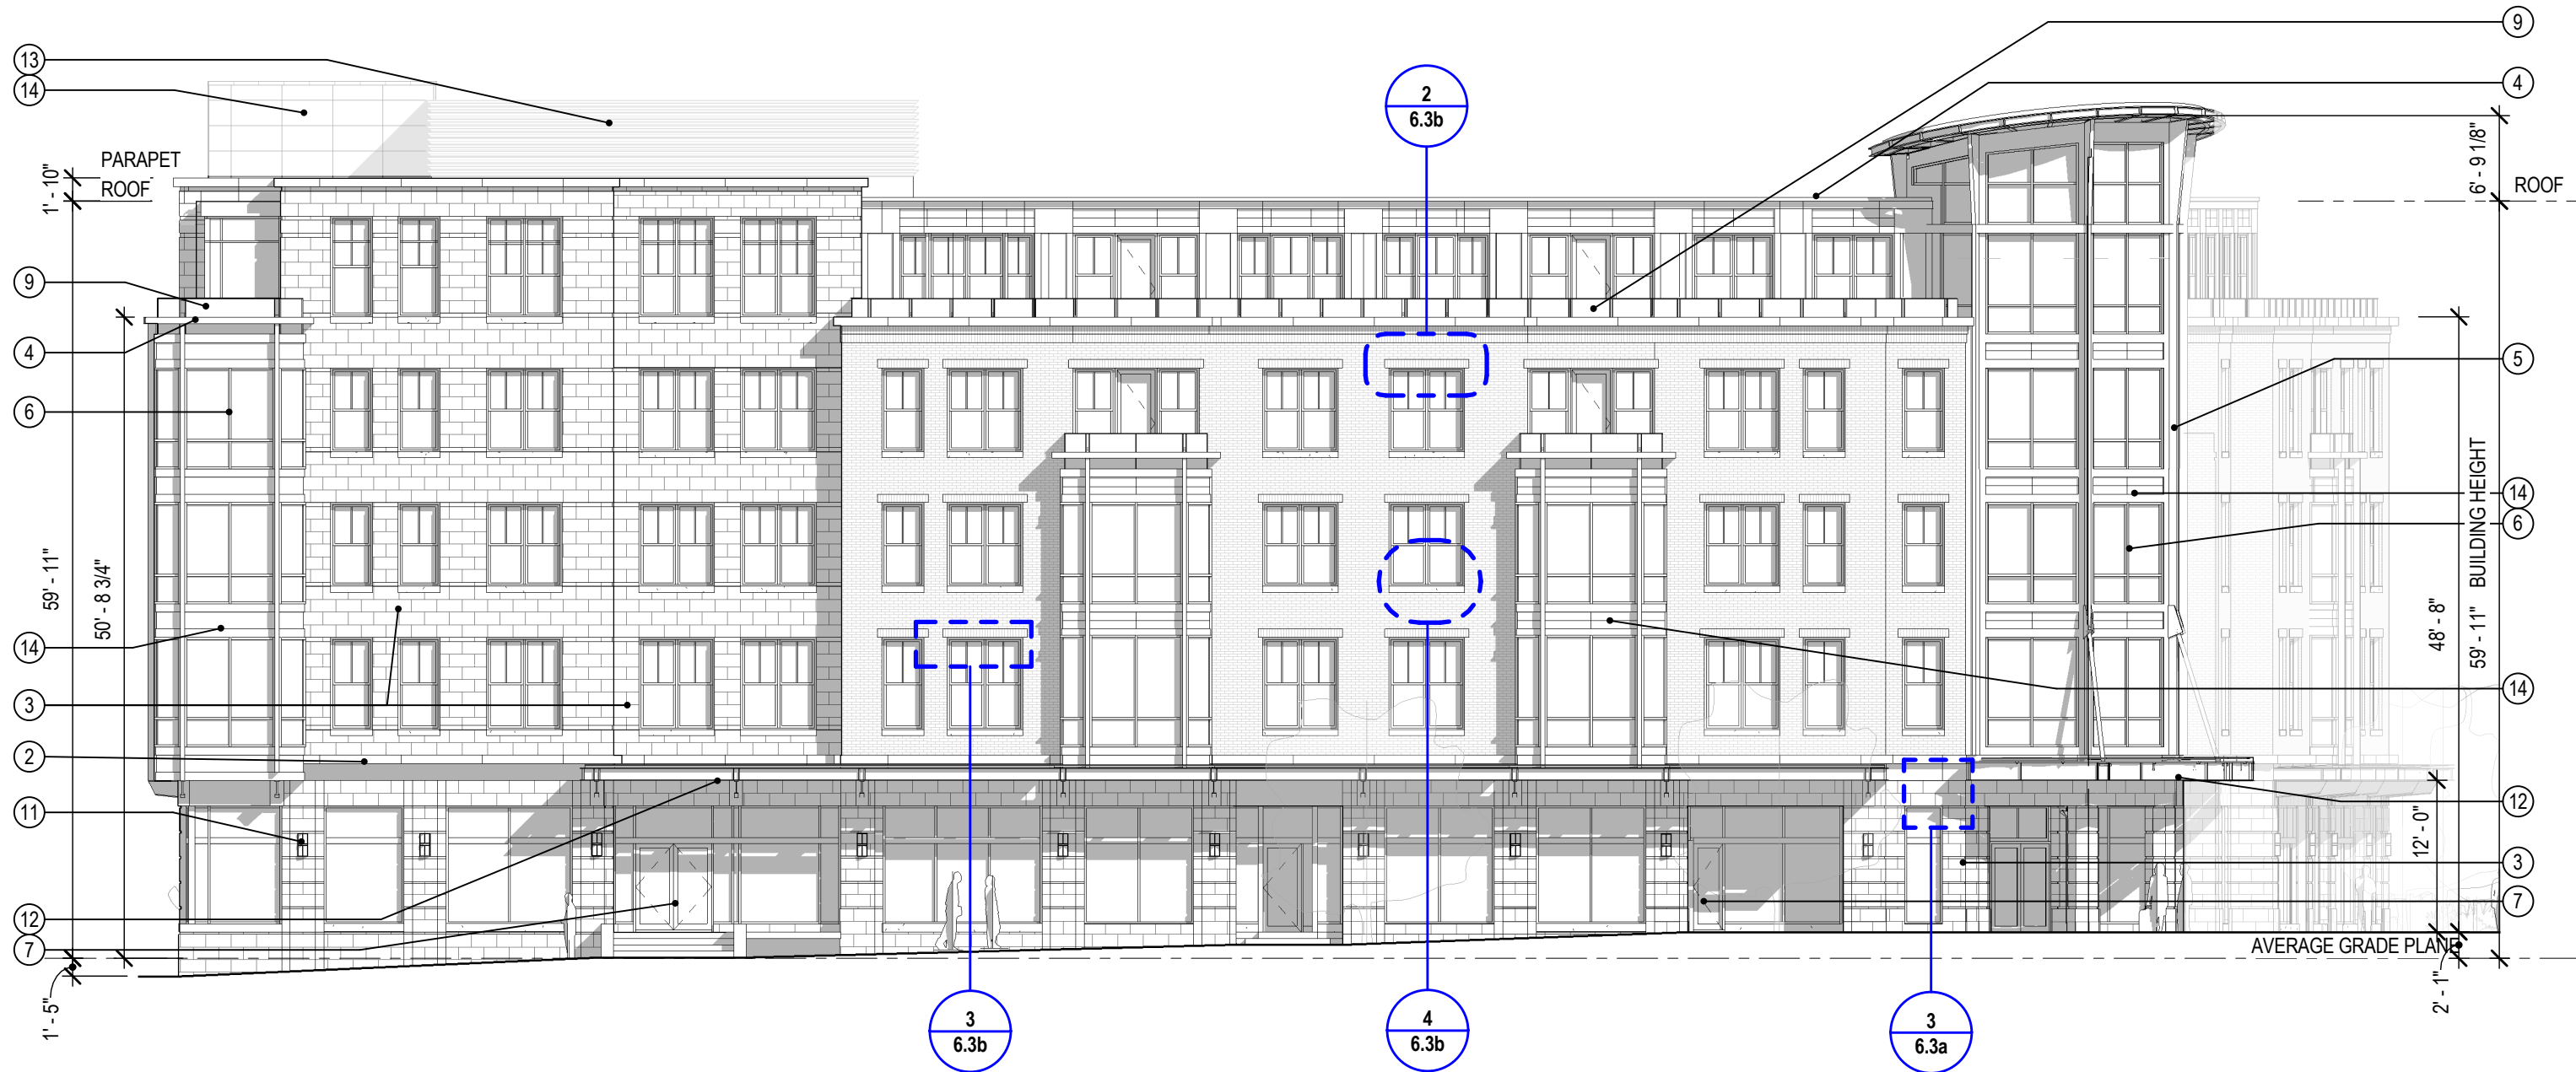 13
14
PARAPET
ROOF
1' - 10"
9
4
6
59' - 11"
50' - 8 3/4"
14
3
2
11
12
7
1' - 5"
2
6.3b
3
6.3b
4
6.3b
3
6.3a
9
4
6' - 9 1/8"
ROOF
5
14
6
BUILDING HEIGHT
59' - 11"
48' - 8"
14
12
12' - 0"
3
7
AVERAGE GRADE PLANE
2' - 1"